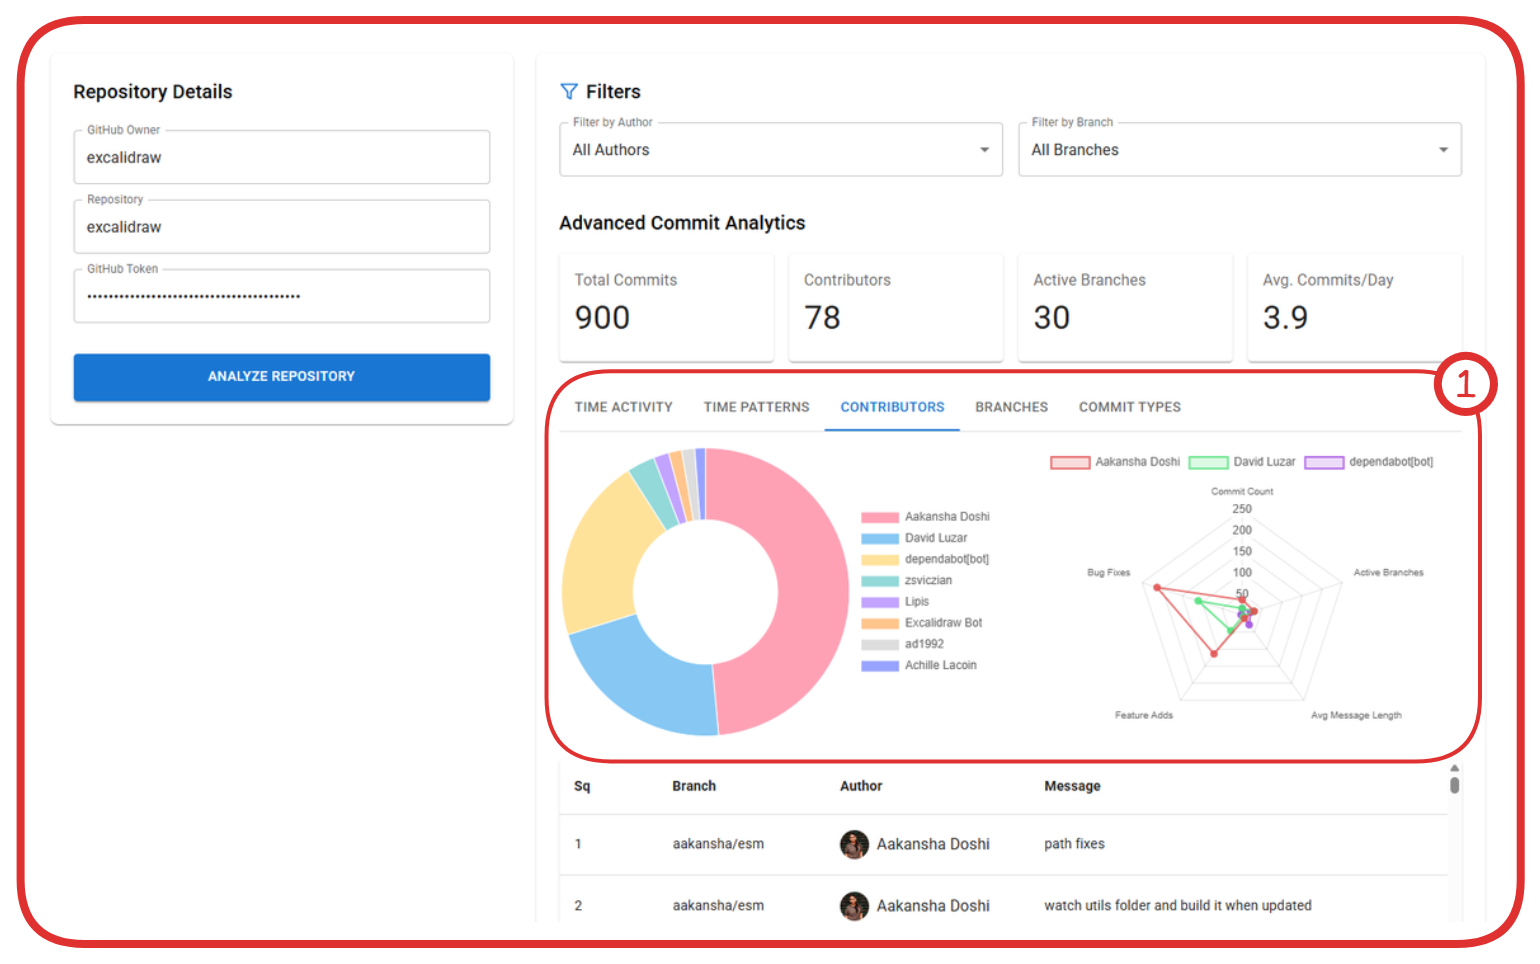 Repository Details
GitHub Owner
excalidraw
Repository
excalidraw
GitHub Token
••••••••••••••••••••••••••••••••••••••••
ANALYZE REPOSITORY
Filters
Filter by Author
All Authors
Filter by Branch
All Branches
Advanced Commit Analytics
Total Commits
900
Contributors
78
Active Branches
30
Avg. Commits/Day
3.9
1
TIME ACTIVITY TIME PATTERNS CONTRIBUTORS BRANCHES COMMIT TYPES
Aakansha Doshi
David Luzar
dependabot[bot]
zsviczian
Lipis
Excalidraw Bot
ad1992
Achille Lacoin
Aakansha Doshi David Luzar dependabot[bot]
Commit Count
250
200
150
100
50
Bug Fixes
Active Branches
Feature Adds
Avg Message Length
Sq Branch Author Message
1 aakansha/esm Aakansha Doshi path fixes
2 aakansha/esm Aakansha Doshi watch utils folder and build it when updated